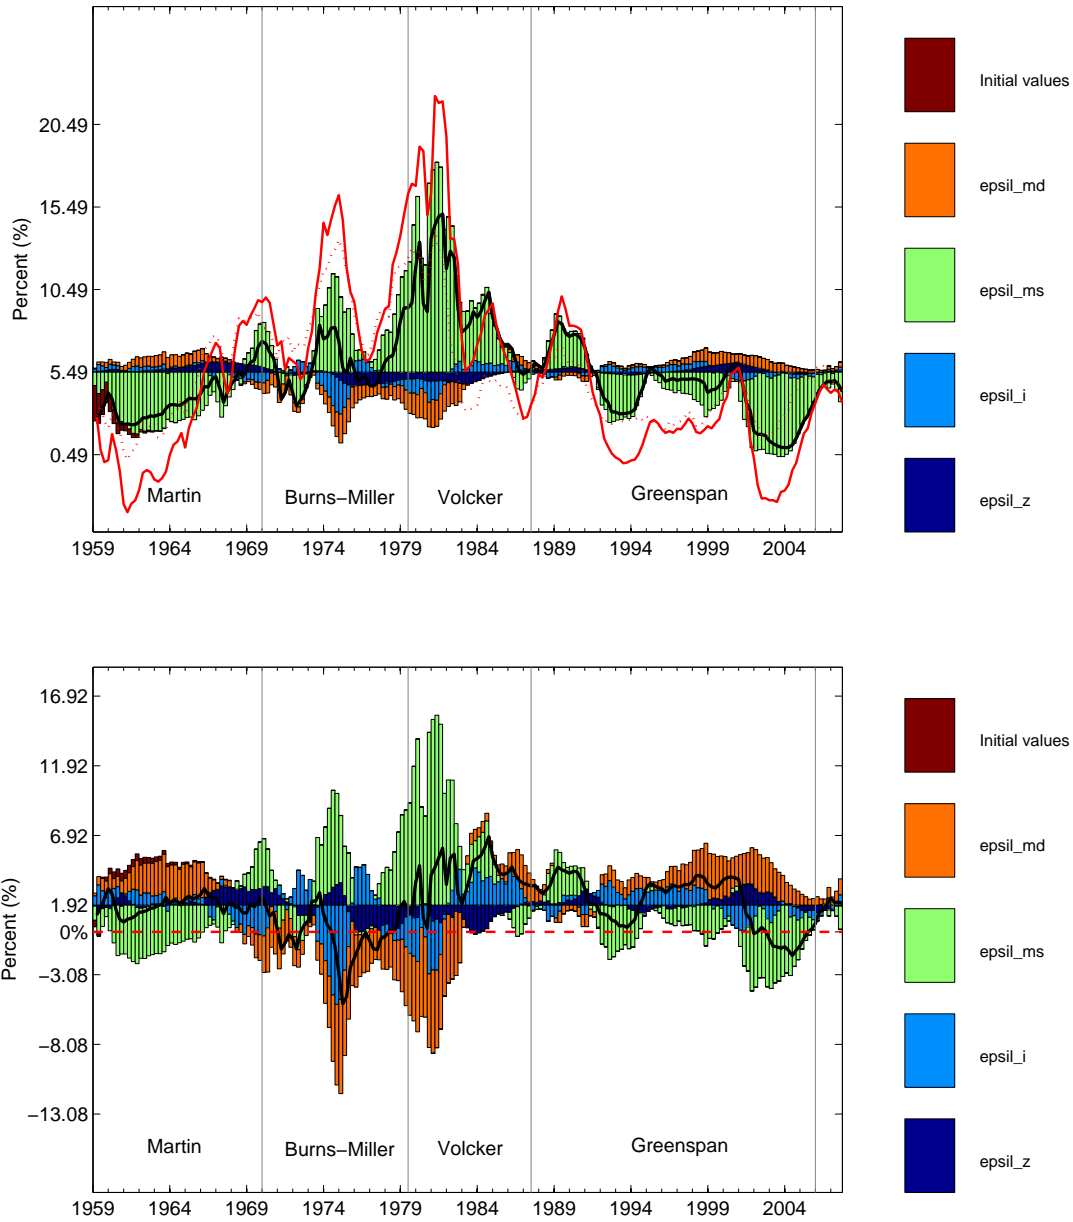 20.49
15.49
10.49
5.49
0.49
Percent (%)
Martin
Burns−Miller
Volcker
Greenspan
1959 1964 1969 1974 1979 1984 1989 1994 1999 2004
Initial values
epsil_md
epsil_ms
epsil_i
epsil_z
16.92
11.92
6.92
1.92
0%
−3.08
−8.08
−13.08
Percent (%)
Martin
Burns−Miller
Volcker
Greenspan
1959 1964 1969 1974 1979 1984 1989 1994 1999 2004
Initial values
epsil_md
epsil_ms
epsil_i
epsil_z